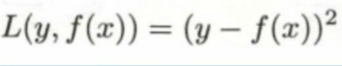 L(y, f(x)) = (y − f(x))²